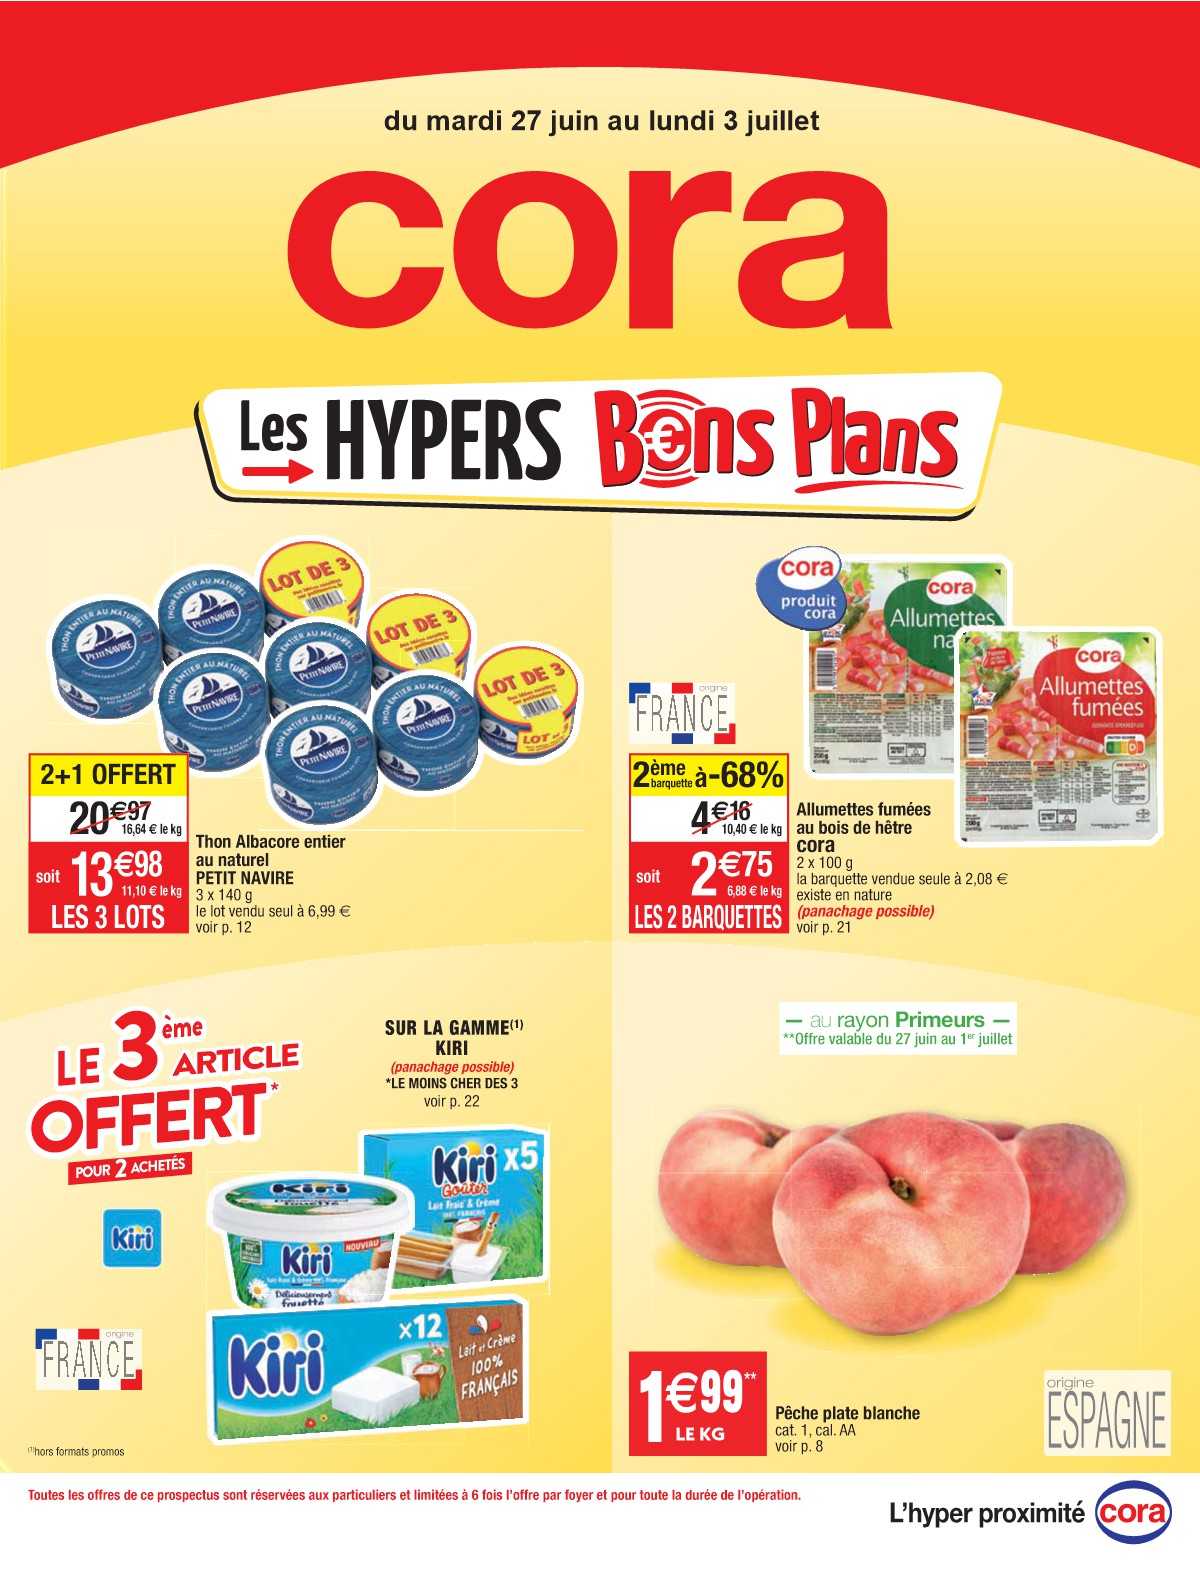 du mardi 27 juin au lundi 3 juillet
cora
Les HYPERS Bons Plans
THON ENTIER AU NATUREL
PETIT NAVIRE
LOT DE 3
LOT DE 3
LOT DE 3
2+1 OFFERT
20€97
16,64 € le kg
soit 13€98
11,10 € le kg
LES 3 LOTS
Thon Albacore entier
au naturel
PETIT NAVIRE
3 x 140 g
le lot vendu seul à 6,99 €
voir p. 12
cora
produit
cora
cora
Allumettes
cora
Allumettes
fumées
origine
FRANCE
2ème
barquette à -68%
4€16
10,40 € le kg
soit 2€75
6,88 € le kg
LES 2 BARQUETTES
Allumettes fumées
au bois de hêtre
cora
2 x 100 g
la barquette vendue seule à 2,08 €
existe en nature
(panachage possible)
voir p. 21
LE 3ème ARTICLE
OFFERT*
POUR 2 ACHETÉS
SUR LA GAMME(1)
KIRI
(panachage possible)
*LE MOINS CHER DES 3
voir p. 22
Kiri
Kiri x5
Goûter
Lait Frais & Crème
100% FRANÇAIS
Kiri
Kiri
NOUVEAU
Délicieusement
fouetté
Kiri x12
Lait et Crème
100%
FRANÇAIS
origine
FRANCE
(1)hors formats promos
— au rayon Primeurs —
**Offre valable du 27 juin au 1er juillet
1€99**
LE KG
Pêche plate blanche
cat. 1, cal. AA
voir p. 8
origine
ESPAGNE
Toutes les offres de ce prospectus sont réservées aux particuliers et limitées à 6 fois l'offre par foyer et pour toute la durée de l'opération.
L'hyper proximité cora